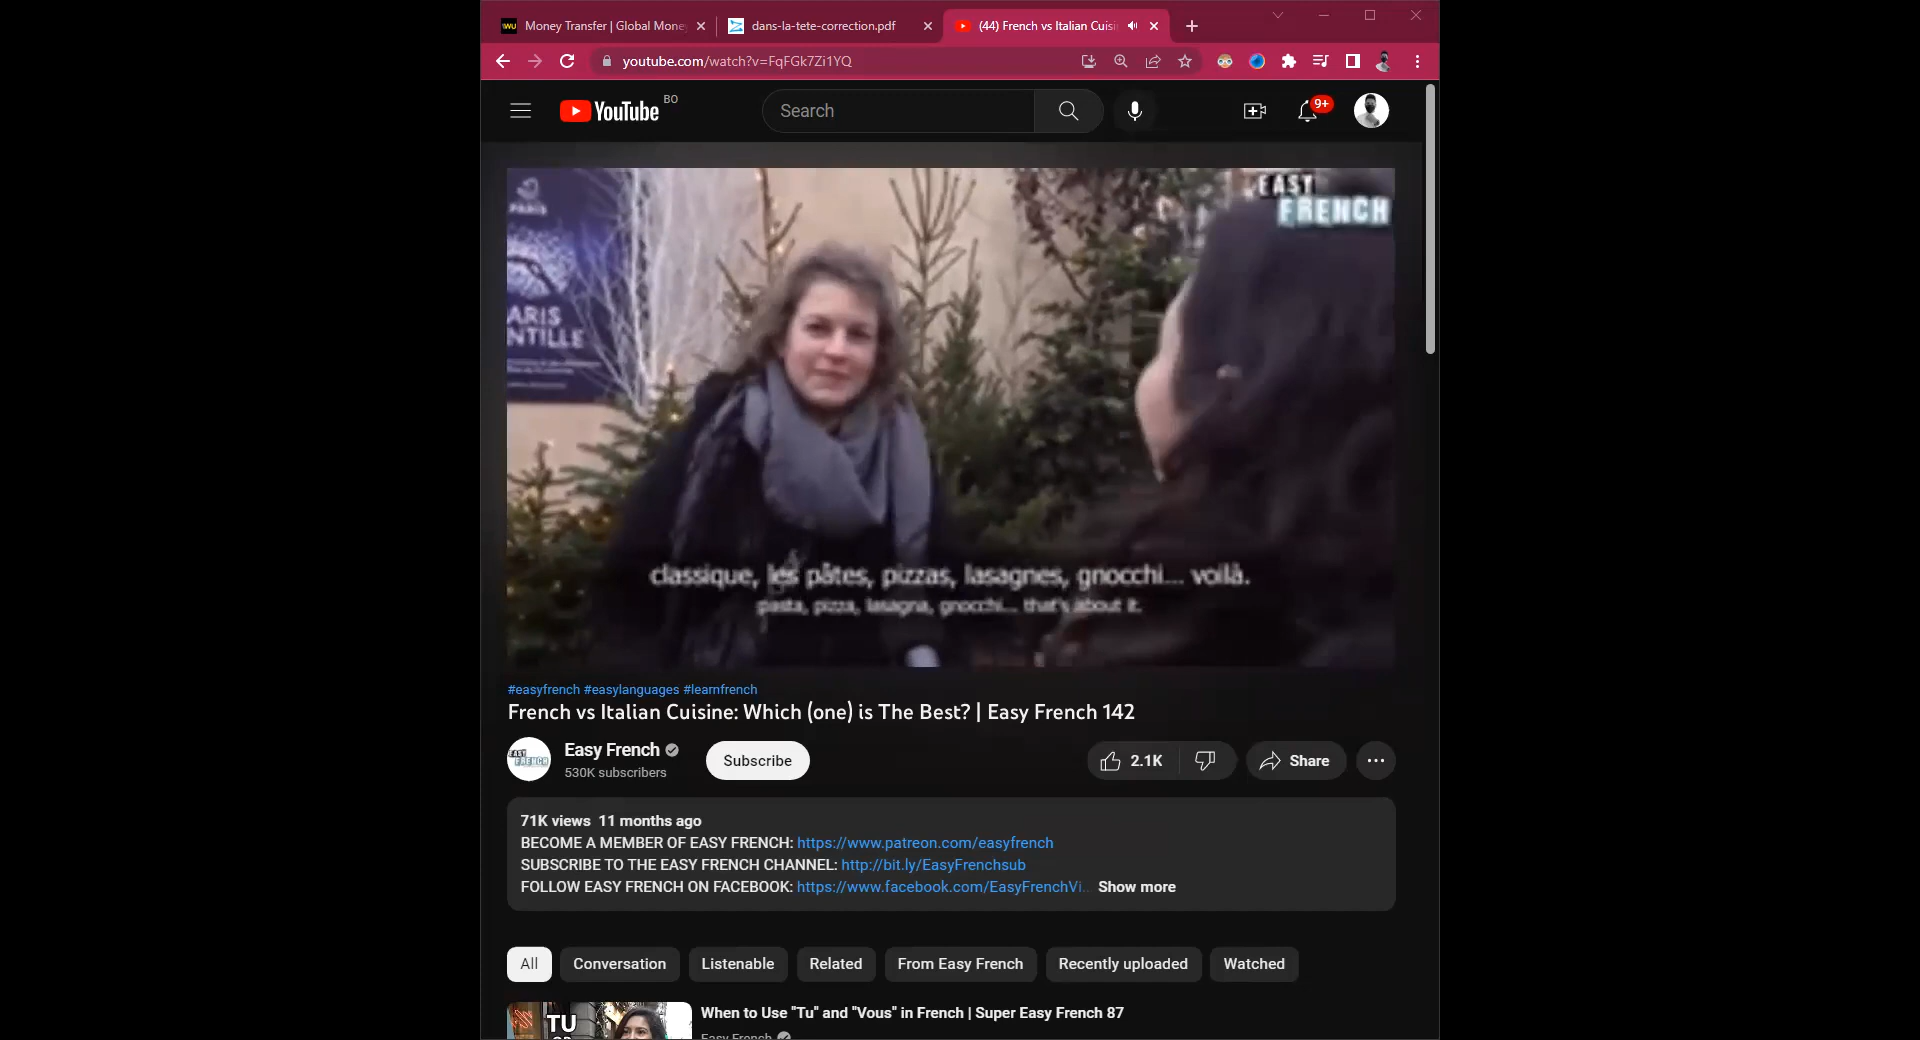 WU Money Transfer | Global Mone
dans-la-tete-correction.pdf
(44) French vs Italian Cuisi
youtube.com/watch?v=FqFGk7Zi1YQ
YouTube BO
Search
9+
EASY
FRENCH
PARIS
ARIS
NTILLE
classique, les pâtes, pizzas, lasagnes, gnocchi... voilà.
pasta, pizza, lasagna, gnocchi... that's about it.
#easyfrench #easylanguages #learnfrench
French vs Italian Cuisine: Which (one) is The Best? | Easy French 142
EASY
FRENCH
Easy French
530K subscribers
Subscribe
2.1K
Share
71K views 11 months ago
BECOME A MEMBER OF EASY FRENCH: https://www.patreon.com/easyfrench
SUBSCRIBE TO THE EASY FRENCH CHANNEL: http://bit.ly/EasyFrenchsub
FOLLOW EASY FRENCH ON FACEBOOK: https://www.facebook.com/EasyFrenchVi... Show more
All Conversation Listenable Related From Easy French Recently uploaded Watched
TU
When to Use "Tu" and "Vous" in French | Super Easy French 87
Easy French